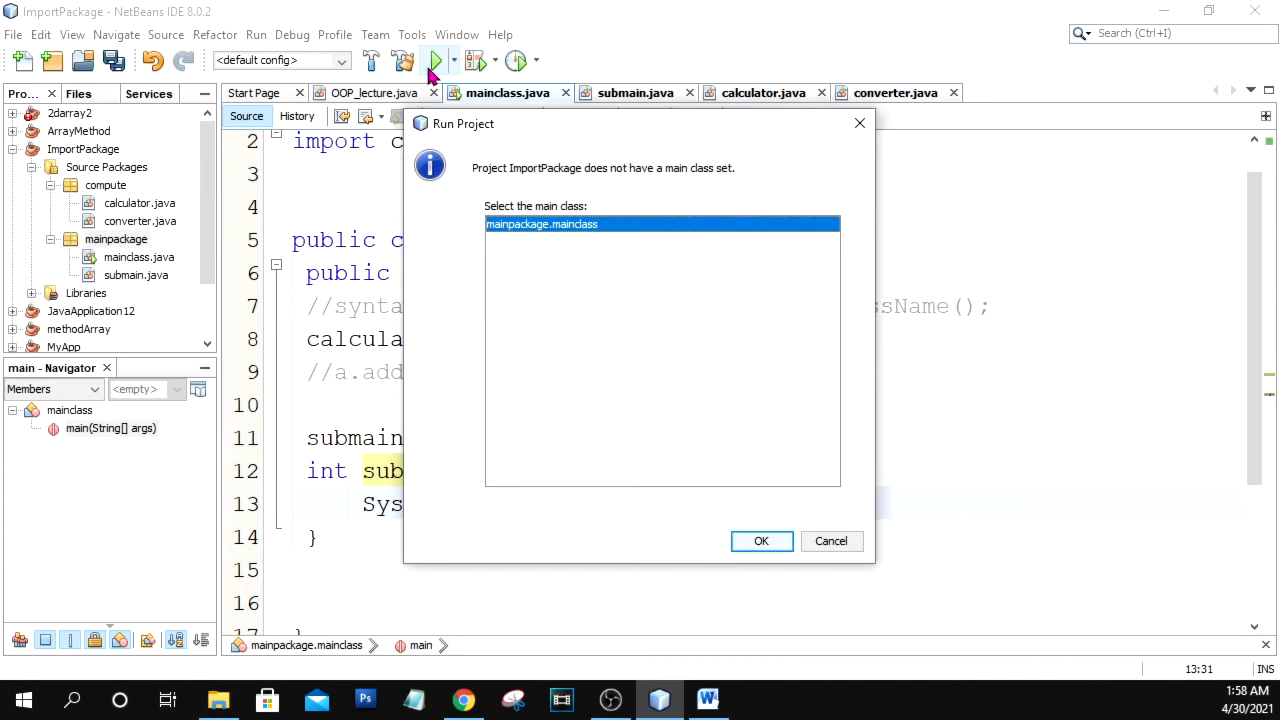 ImportPackage - NetBeans IDE 8.0.2
File Edit View Navigate Source Refactor Run Debug Profile Team Tools Window Help
Search (Ctrl+I)
<default config>
Pro... Files Services
Start Page OOP_lecture.java mainclass.java submain.java calculator.java converter.java
Source History
2darray2
ArrayMethod
ImportPackage
Source Packages
compute
calculator.java
converter.java
mainpackage
mainclass.java
submain.java
Libraries
JavaApplication12
methodArray
MyApp
main - Navigator
Members <empty>
mainclass
main(String[] args)
2 import c
3
4
5 public c
6 public
7 //synta ssName();
8 calcula
9 //a.add
10
11 submain
12 int sub
13 Sys
14 }
15
16
17 }
Run Project
Project ImportPackage does not have a main class set.
Select the main class:
mainpackage.mainclass
OK Cancel
mainpackage.mainclass main
13:31 INS
Ps
W
1:58 AM
4/30/2021